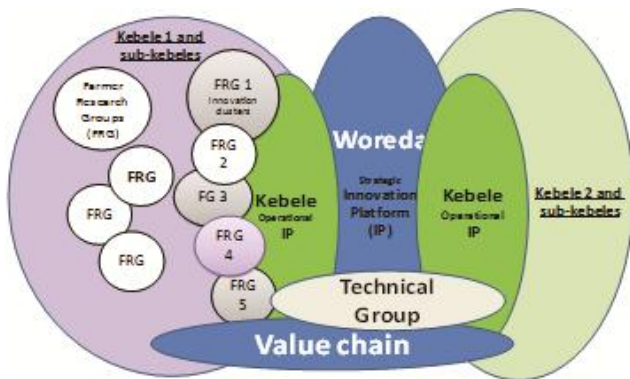 Kebele 1 and
sub-kebeles
Farmer
Research
Groups
(FRG)
FRG
FRG
FRG
FRG 1
Innovation
clusters
FRG
2
FG 3
FRG
4
FRG
5
Kebele
Operational
IP
Woreda
Strategic
Innovation
Platform
(IP)
Kebele
Operational
IP
Kebele 2 and
sub-kebeles
Technical
Group
Value chain